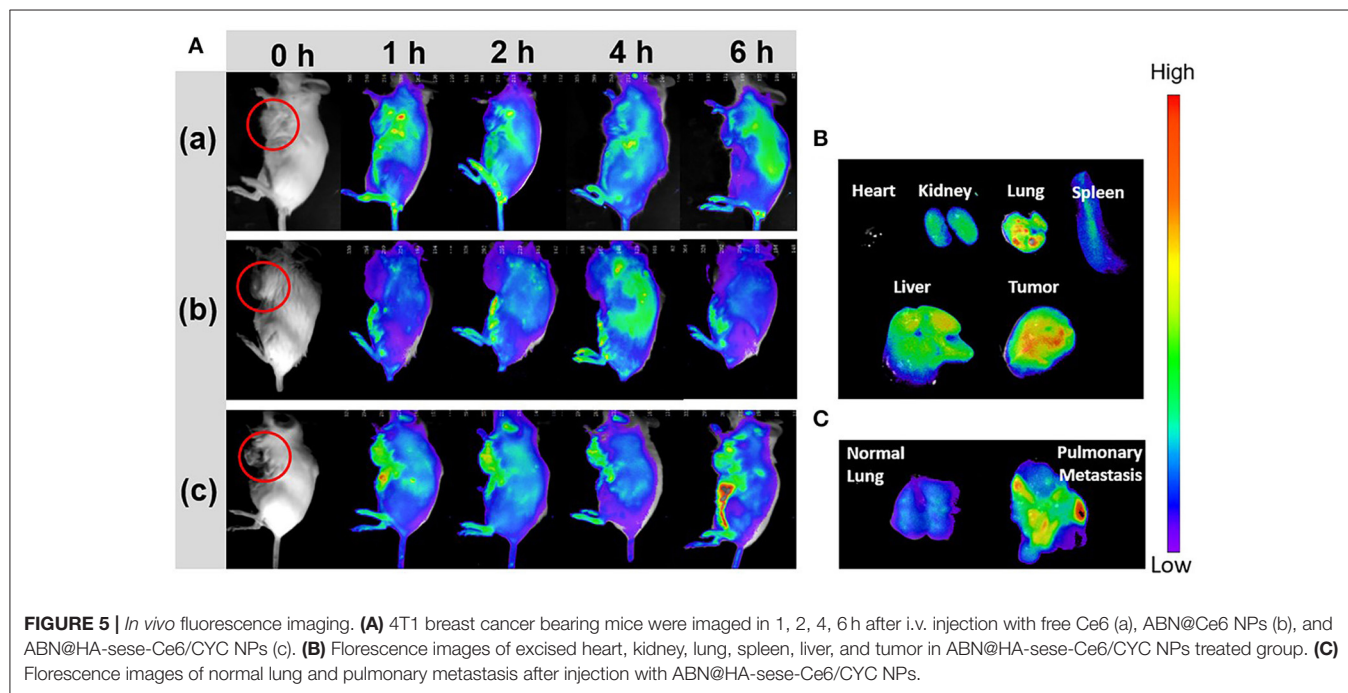 A
0 h 1 h 2 h 4 h 6 h
(a)
(b)
(c)
B
Heart Kidney Lung Spleen
Liver Tumor
C
Normal Lung
Pulmonary Metastasis
High
Low
FIGURE 5 | In vivo fluorescence imaging. (A) 4T1 breast cancer bearing mice were imaged in 1, 2, 4, 6 h after i.v. injection with free Ce6 (a), ABN@Ce6 NPs (b), and
ABN@HA-sese-Ce6/CYC NPs (c). (B) Florescence images of excised heart, kidney, lung, spleen, liver, and tumor in ABN@HA-sese-Ce6/CYC NPs treated group. (C)
Florescence images of normal lung and pulmonary metastasis after injection with ABN@HA-sese-Ce6/CYC NPs.